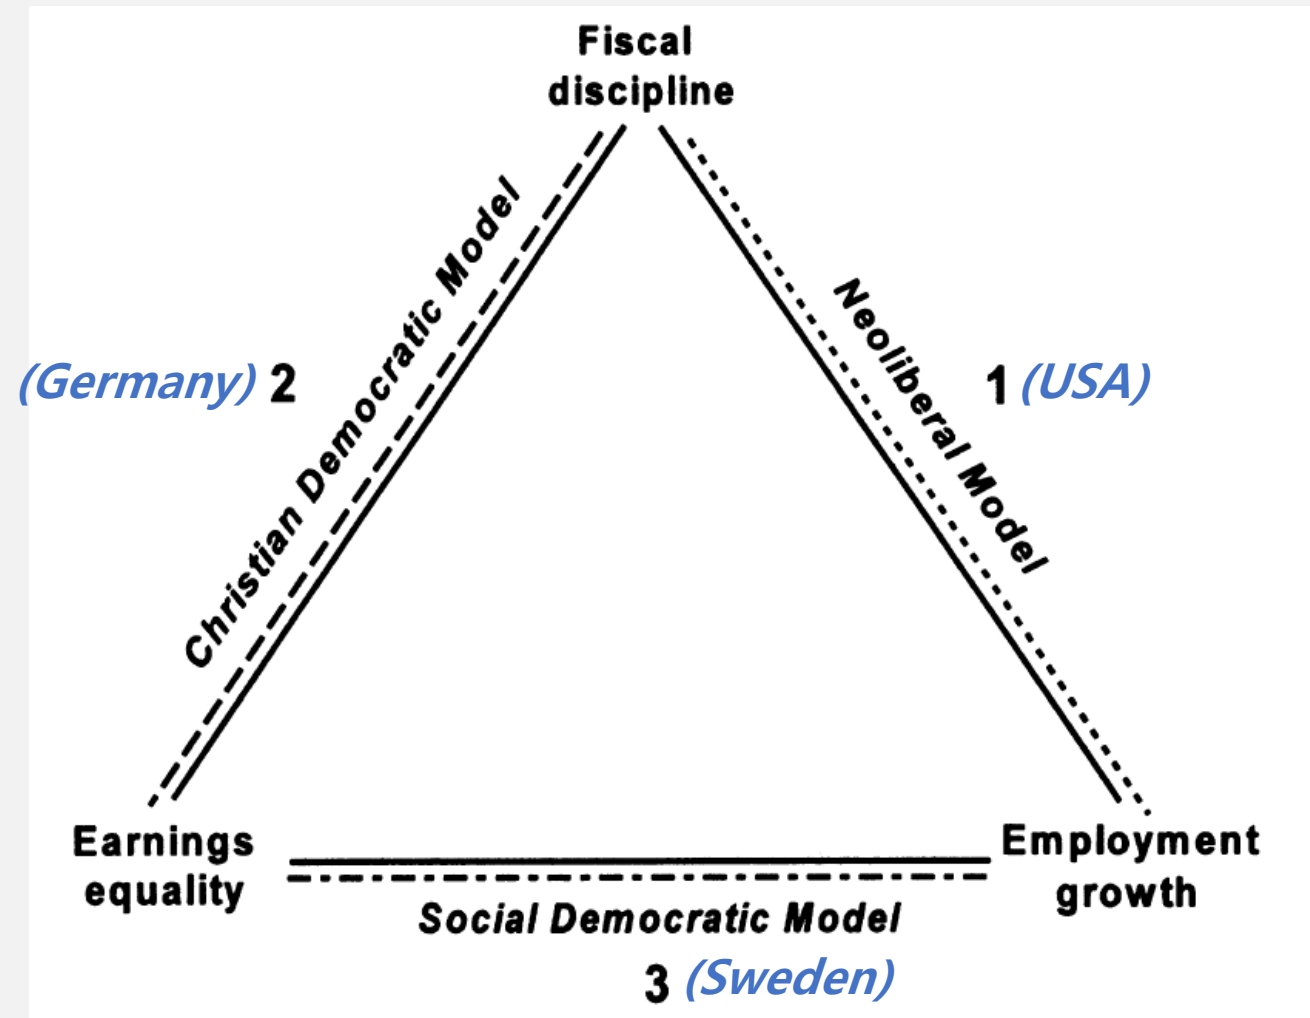 Fiscal
discipline
Christian Democratic Model
Neoliberal Model
(Germany) 2
1 (USA)
Earnings
equality
Employment
growth
Social Democratic Model
3 (Sweden)